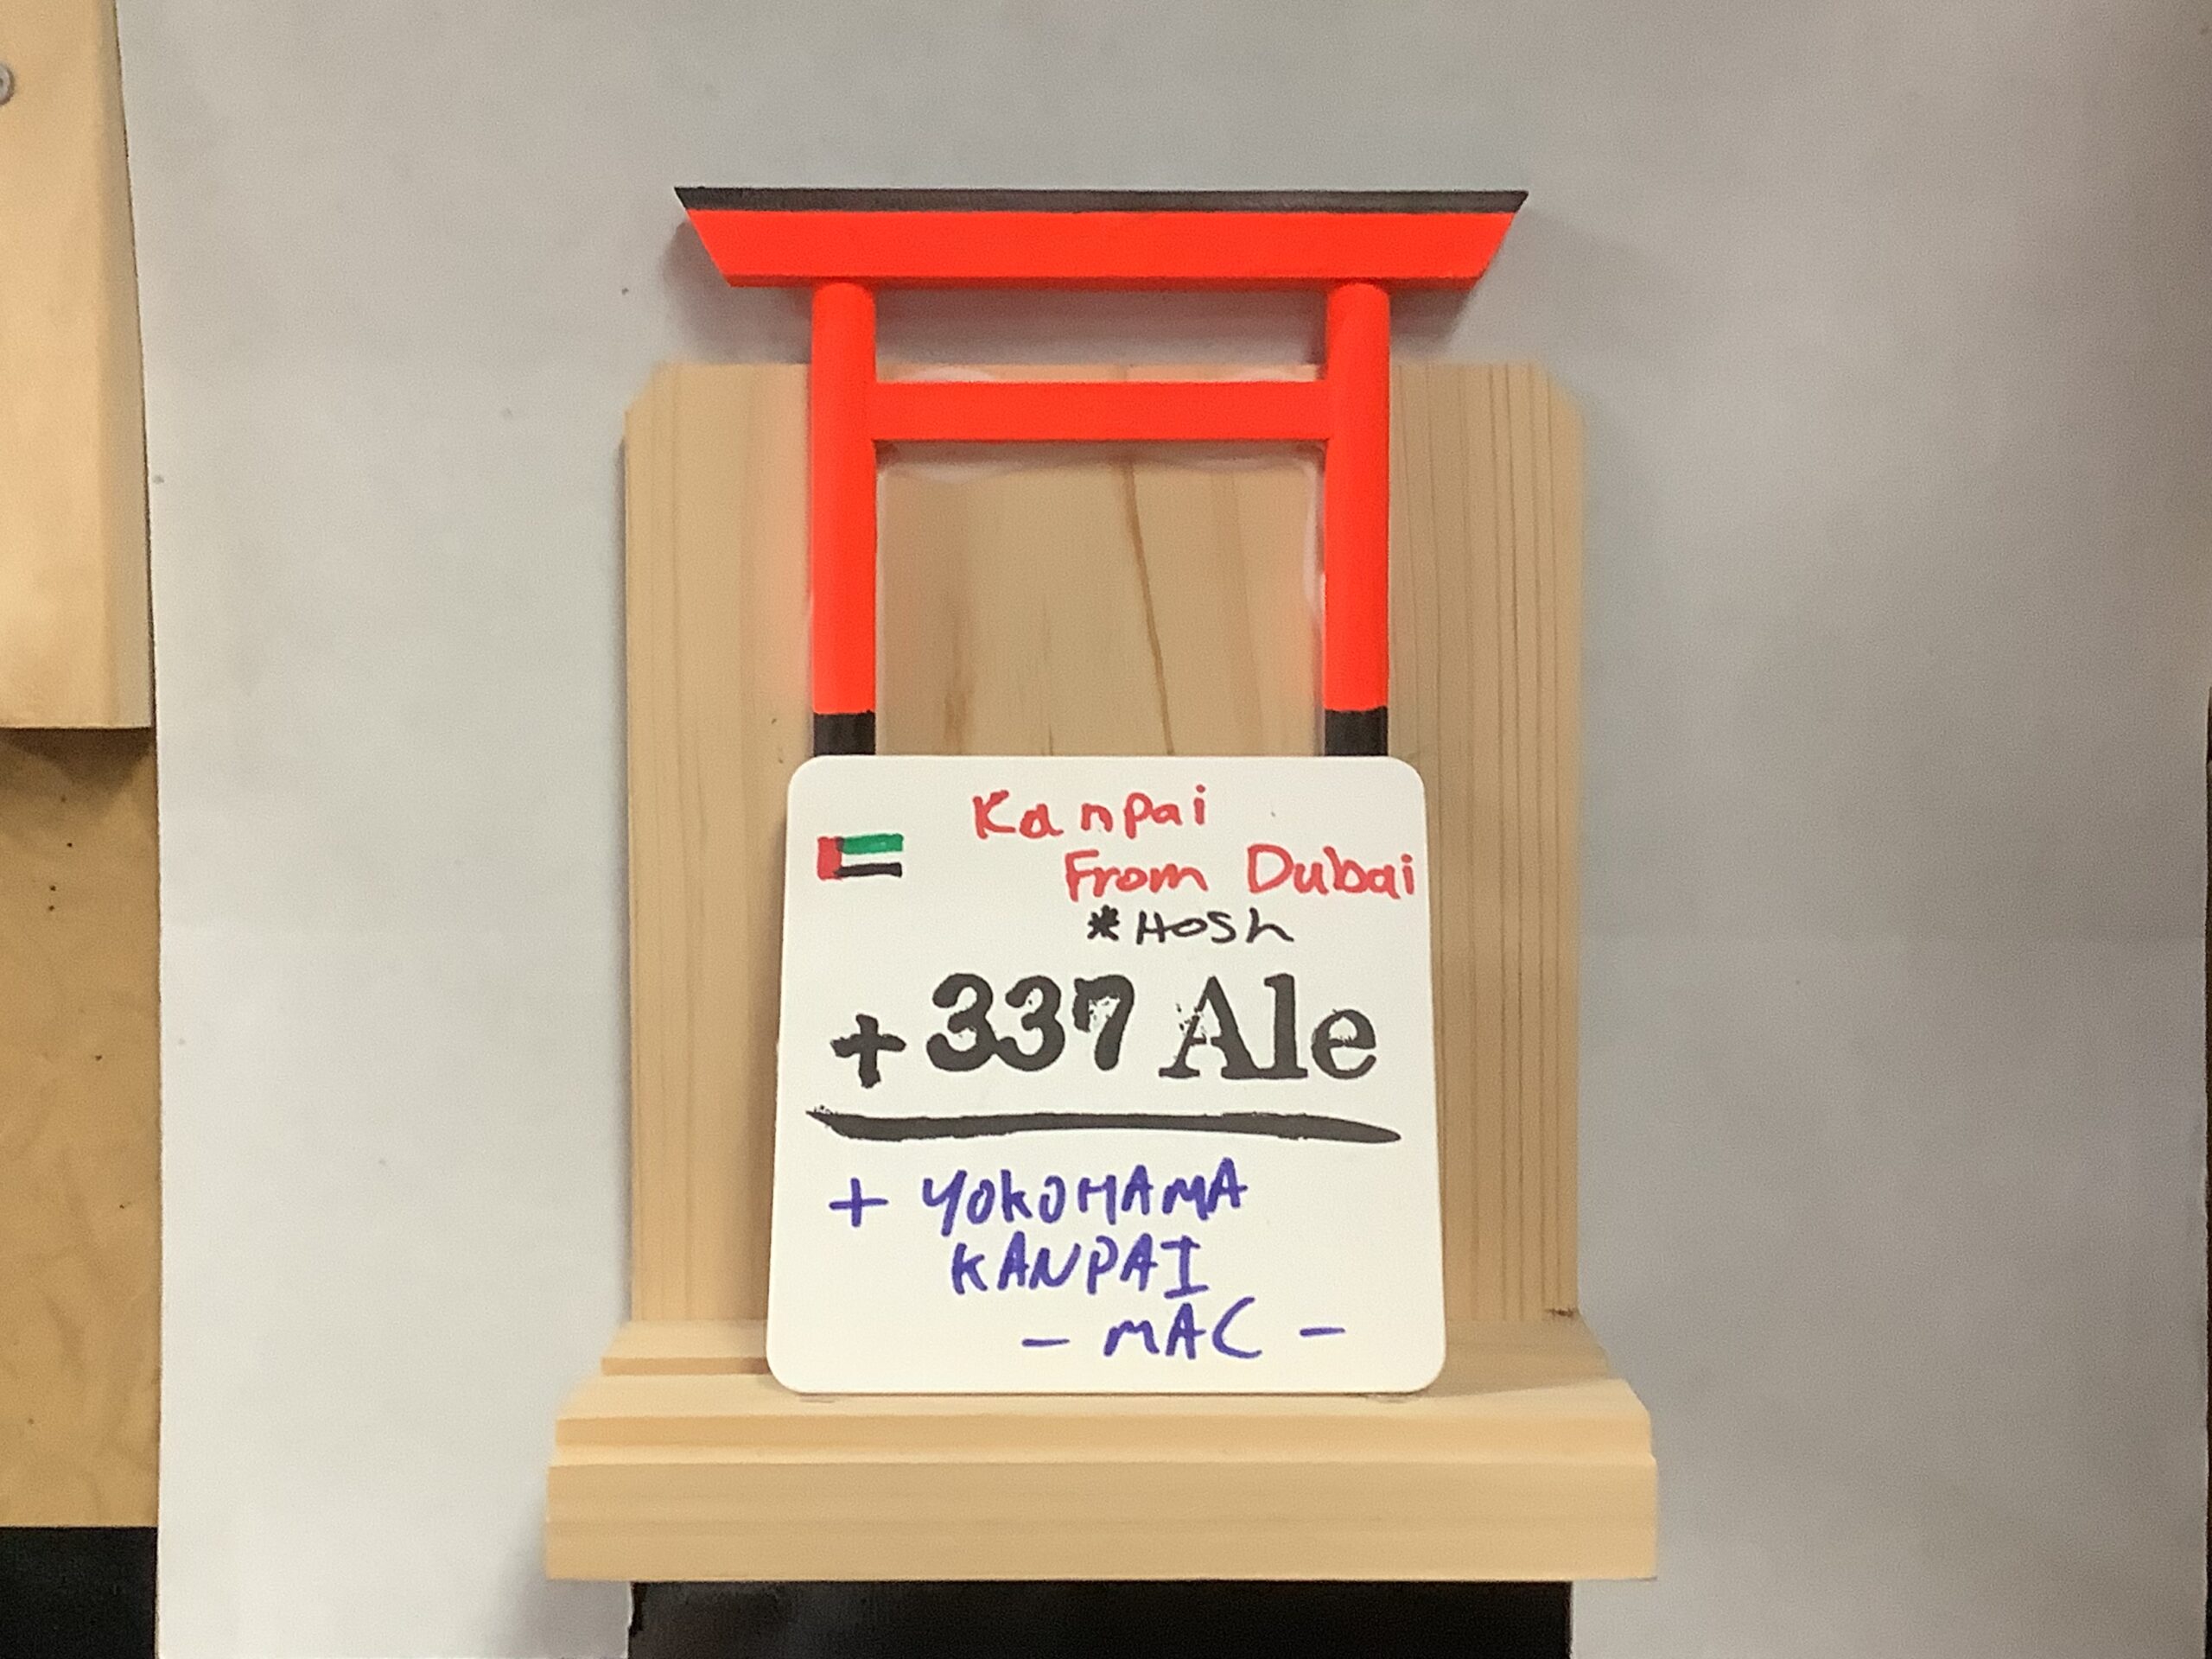 Kanpai
From Dubai
*Hosh
+337 Ale
+ YOKOHAMA
KANPAI
- MAC -